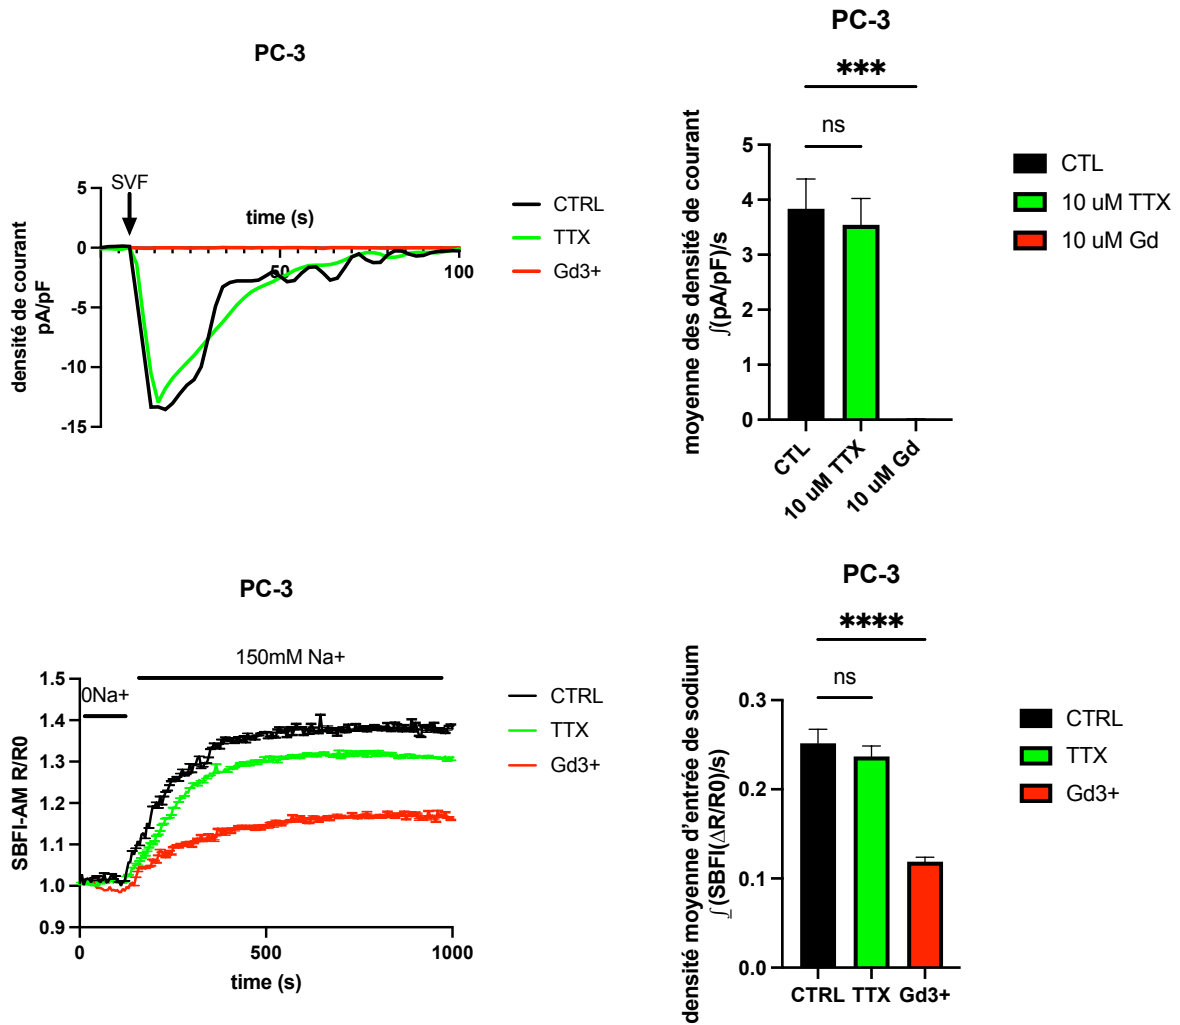 PC-3
SVF
time (s)
5
0
-5
-10
-15
50
100
densité de courant
pA/pF
CTRL
TTX
Gd3+
PC-3
***
ns
5
4
3
2
1
0
moyenne des densité de courant
∫(pA/pF)/s
CTL
10 uM TTX
10 uM Gd
CTL
10 uM TTX
10 uM Gd
PC-3
150mM Na+
0Na+
1.5
1.4
1.3
1.2
1.1
1.0
0.9
SBFI-AM R/R0
0
500
1000
time (s)
CTRL
TTX
Gd3+
PC-3
****
ns
0.3
0.2
0.1
0.0
densité moyenne d'entrée de sodium
∫(SBFI(ΔR/R0)/s
CTRL
TTX
Gd3+
CTRL
TTX
Gd3+